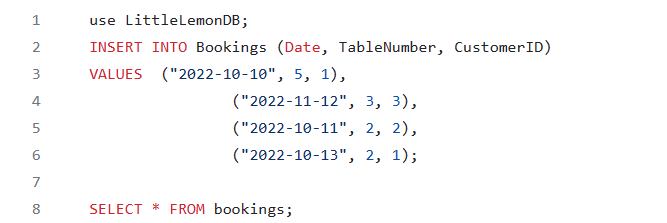 1 use LittleLemonDB;
2 INSERT INTO Bookings (Date, TableNumber, CustomerID)
3 VALUES ("2022-10-10", 5, 1),
4 ("2022-11-12", 3, 3),
5 ("2022-10-11", 2, 2),
6 ("2022-10-13", 2, 1);
7
8 SELECT * FROM bookings;